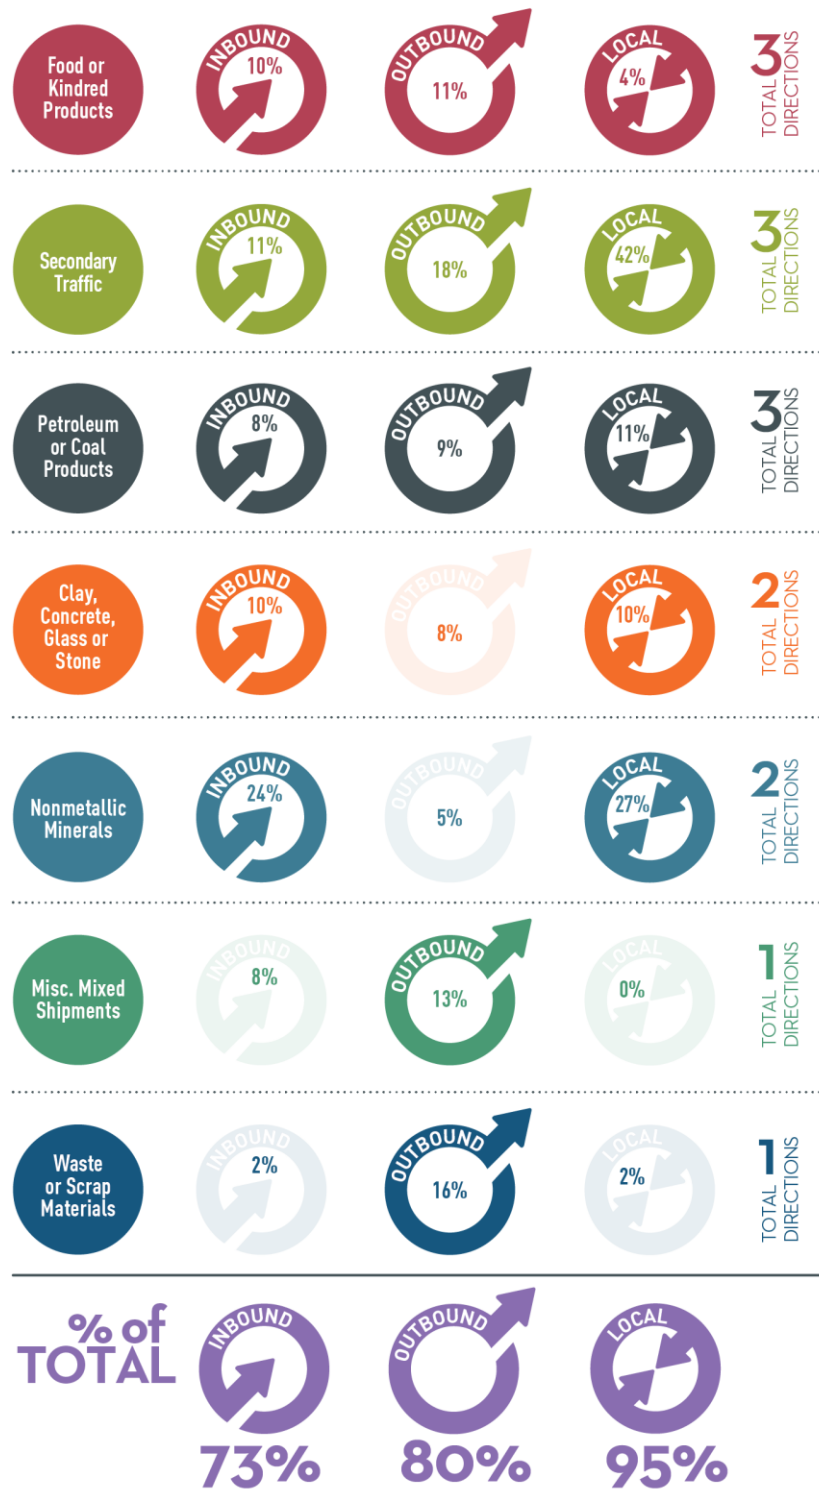 Food or
Kindred
Products
INBOUND
10%
OUTBOUND
11%
LOCAL
4%
3
TOTAL
DIRECTIONS
Secondary
Traffic
INBOUND
11%
OUTBOUND
18%
LOCAL
42%
3
TOTAL
DIRECTIONS
Petroleum
or Coal
Products
INBOUND
8%
OUTBOUND
9%
LOCAL
11%
3
TOTAL
DIRECTIONS
Clay,
Concrete,
Glass or
Stone
INBOUND
10%
OUTBOUND
8%
LOCAL
10%
2
TOTAL
DIRECTIONS
Nonmetallic
Minerals
INBOUND
24%
OUTBOUND
5%
LOCAL
27%
2
TOTAL
DIRECTIONS
Misc. Mixed
Shipments
INBOUND
8%
OUTBOUND
13%
LOCAL
0%
1
TOTAL
DIRECTIONS
Waste
or Scrap
Materials
INBOUND
2%
OUTBOUND
16%
LOCAL
2%
1
TOTAL
DIRECTIONS
% of
TOTAL
INBOUND
73%
OUTBOUND
80%
LOCAL
95%